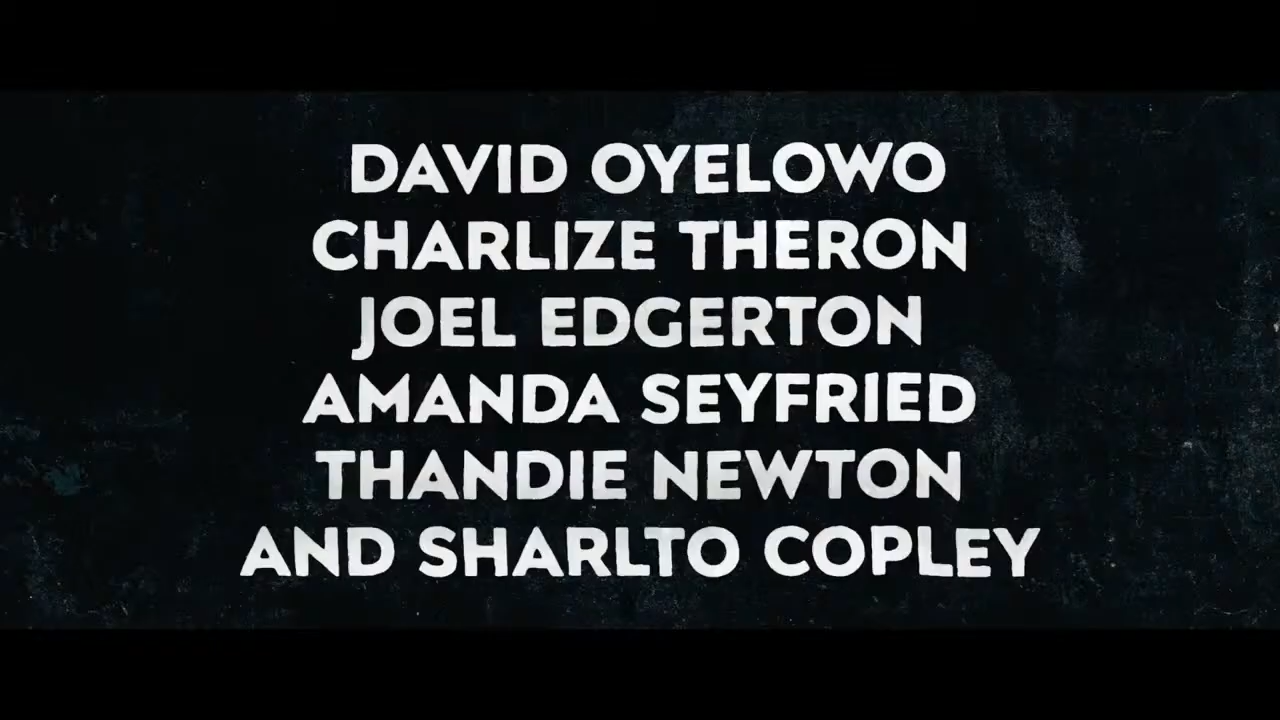 DAVID OYELOWO
CHARLIZE THERON
JOEL EDGERTON
AMANDA SEYFRIED
THANDIE NEWTON
AND SHARLTO COPLEY